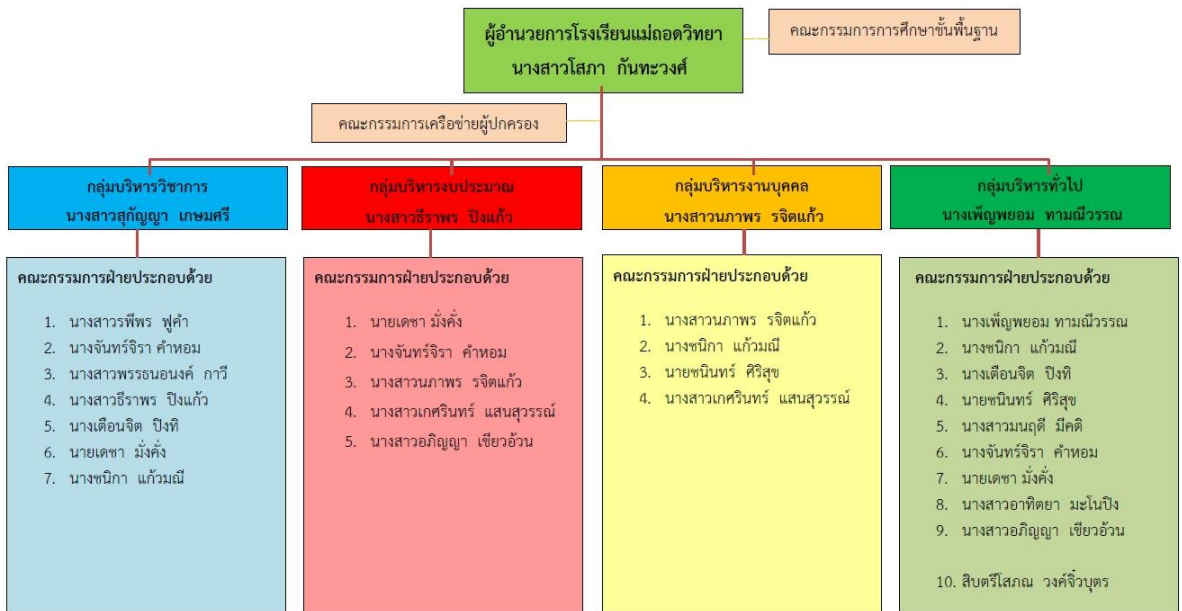 ผู้อำนวยการโรงเรียนแม่ถอดวิทยา
นางสาวโสภา กันทะวงศ์
คณะกรรมการการศึกษาขั้นพื้นฐาน
คณะกรรมการเครือข่ายผู้ปกครอง
กลุ่มบริหารวิชาการ
นางสาวสุกัญญา เกษมศรี
กลุ่มบริหารงบประมาณ
นางสาวธีราพร ปิงแก้ว
กลุ่มบริหารงานบุคคล
นางสาวนภาพร รจิตแก้ว
กลุ่มบริหารทั่วไป
นางเพ็ญพยอม ทามณีวรรณ
คณะกรรมการฝ่ายประกอบด้วย
1. นางสาวรพีพร ฟูคำ
2. นางจันทร์จิรา คำหอม
3. นางสาวพรรธนอนงค์ กาวี
4. นางสาวธีราพร ปิงแก้ว
5. นางเตือนจิต ปิงทิ
6. นายเดชา มั่งคั่ง
7. นางชนิกา แก้วมณี
คณะกรรมการฝ่ายประกอบด้วย
1. นายเดชา มั่งคั่ง
2. นางจันทร์จิรา คำหอม
3. นางสาวนภาพร รจิตแก้ว
4. นางสาวเกศรินทร์ แสนสุวรรณ์
5. นางสาวอภิญญา เขียวอ้วน
คณะกรรมการฝ่ายประกอบด้วย
1. นางสาวนภาพร รจิตแก้ว
2. นางชนิกา แก้วมณี
3. นายชนินทร์ ศิริสุข
4. นางสาวเกศรินทร์ แสนสุวรรณ์
คณะกรรมการฝ่ายประกอบด้วย
1. นางเพ็ญพยอม ทามณีวรรณ
2. นางชนิกา แก้วมณี
3. นางเตือนจิต ปิงทิ
4. นายชนินทร์ ศิริสุข
5. นางสาวมนฤดี มีคติ
6. นางจันทร์จิรา คำหอม
7. นายเดชา มั่งคั่ง
8. นางสาวอาทิตยา มะโนปิง
9. นางสาวอภิญญา เขียวอ้วน
10. สิบตรีโสภณ วงค์จิ๋วบุตร